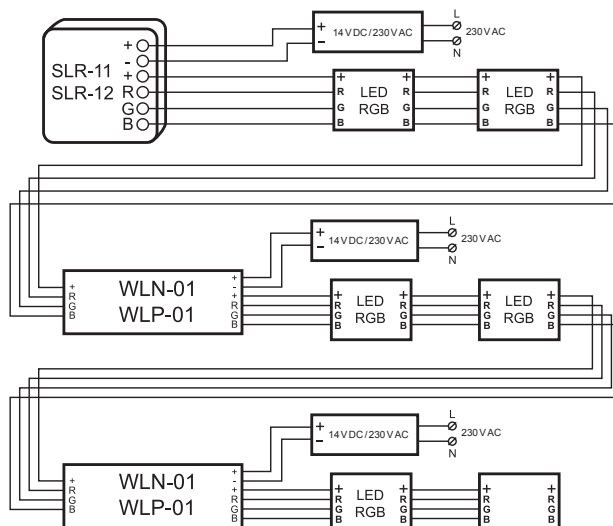 L
+ 14VDC/230VAC 230VAC
-
N
+
-
SLR-11 +
SLR-12 R
G
B
+ LED +
R RGB R
G G
B B
+ LED +
R RGB R
G G
B B
L
+ 14VDC/230VAC 230VAC
-
N
+ WLN-01 +
R WLP-01 -
G +
B R
G
B
+ LED +
R RGB R
G G
B B
+ LED +
R RGB R
G G
B B
L
+ 14VDC/230VAC 230VAC
-
N
+ WLN-01 +
R WLP-01 -
G +
B R
G
B
+ LED +
R RGB R
G G
B B
+ +
R R
G G
B B